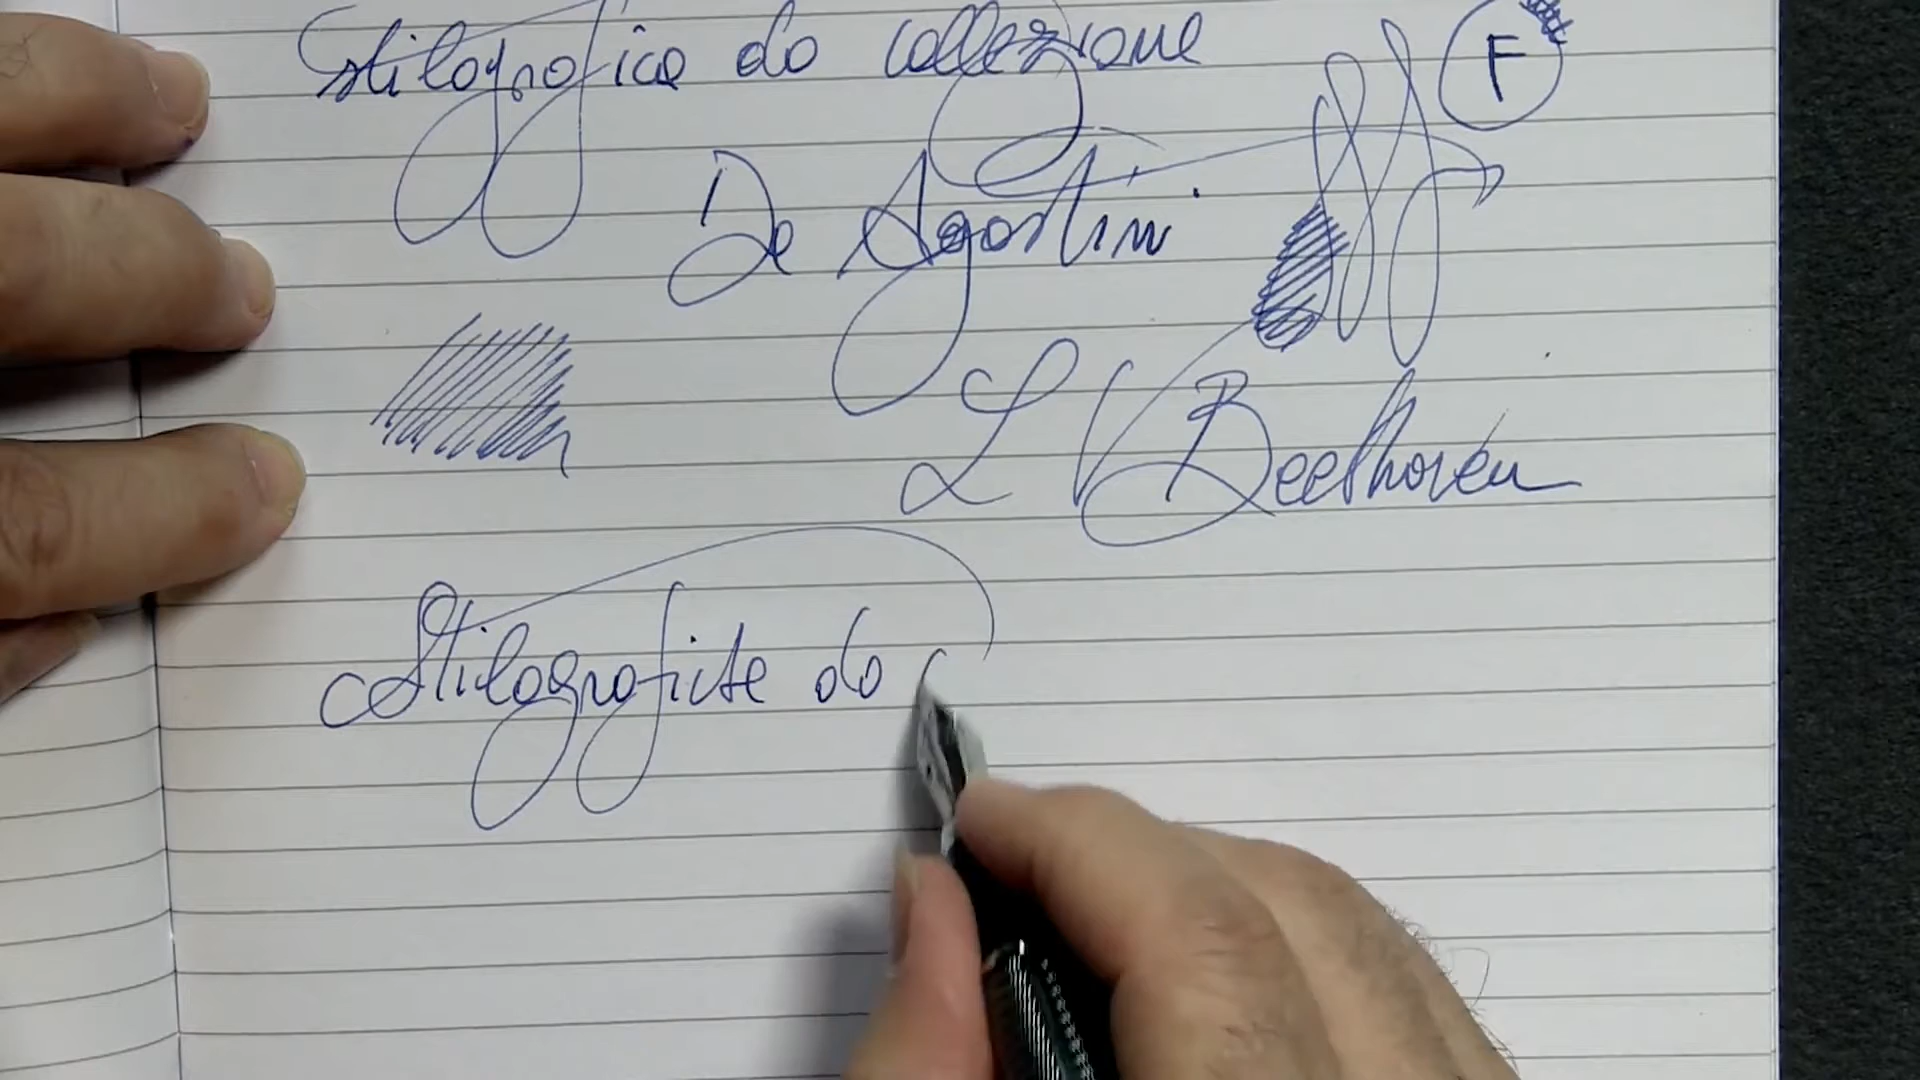 Stilografica da collezione F
De Agostini
L V Beethoven
Stilografiche da c